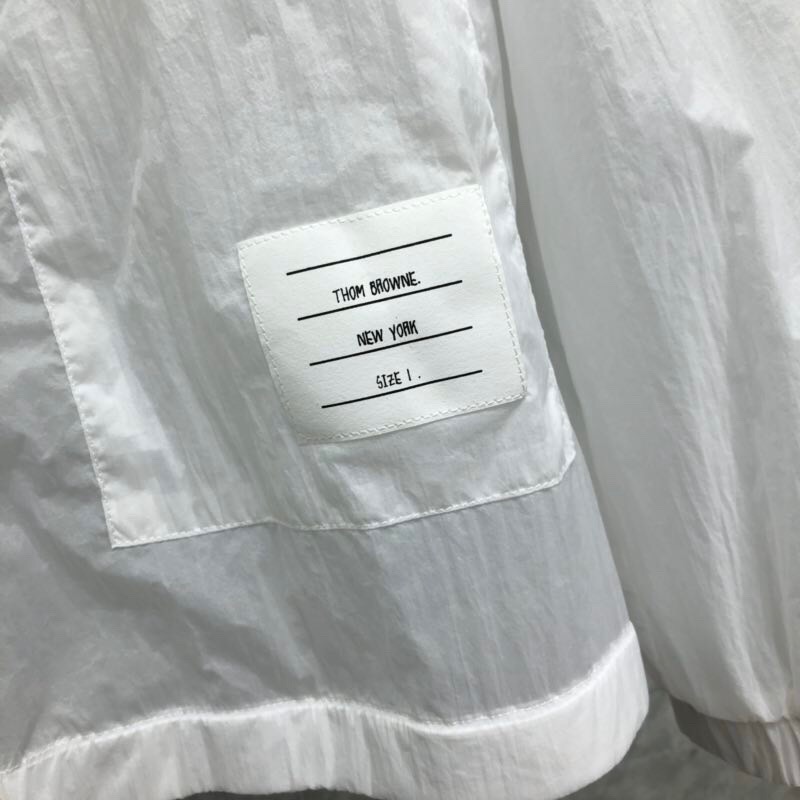 THOM BROWNE.
NEW YORK
SIZE 1 .